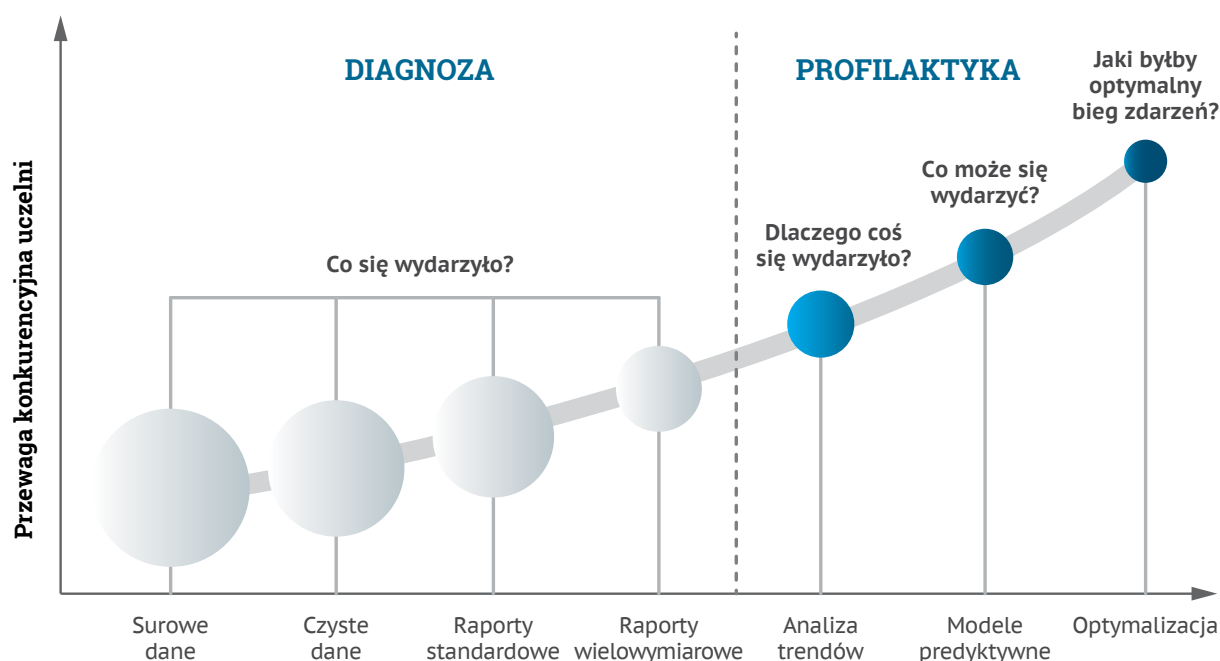 DIAGNOZA
PROFILAKTYKA
Jaki byłby
optymalny
bieg zdarzeń?
Co może się
wydarzyć?
Dlaczego coś
się wydarzyło?
Co się wydarzyło?
Przewaga konkurencyjna uczelni
Surowe
dane
Czyste
dane
Raporty
standardowe
Raporty
wielowymiarowe
Analiza
trendów
Modele
predyktywne
Optymalizacja